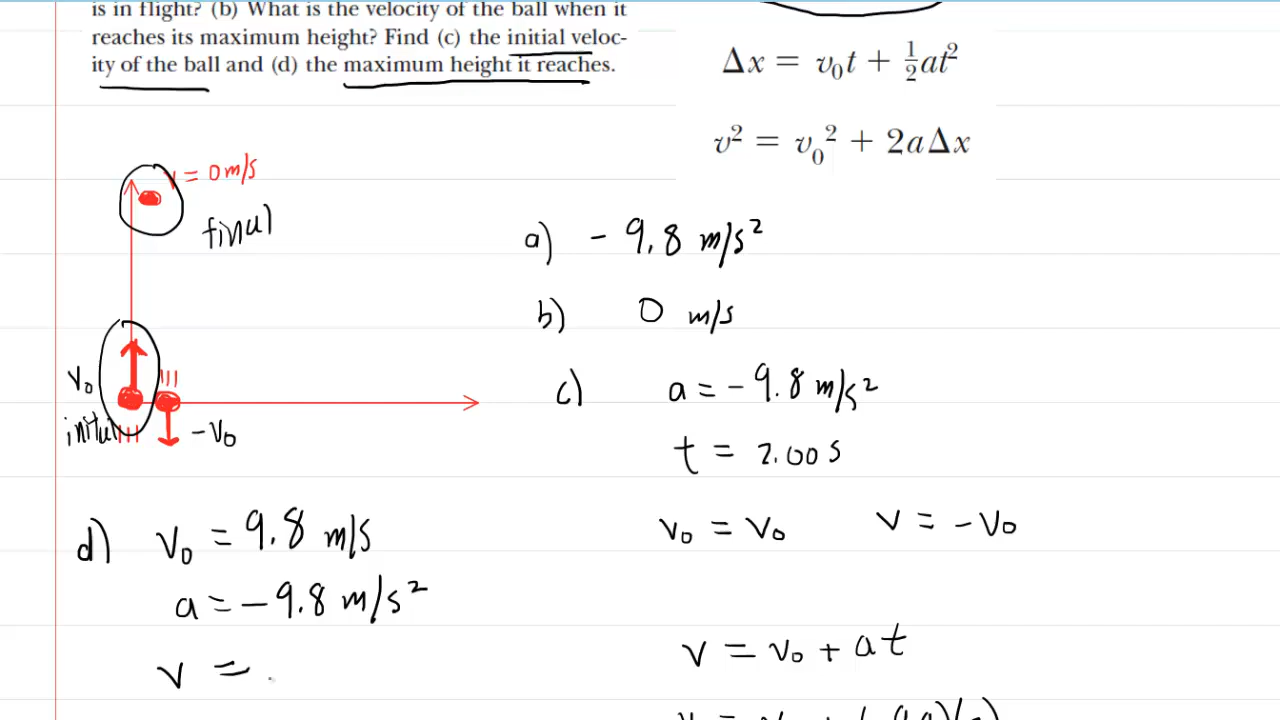 is in flight? (b) What is the velocity of the ball when it
reaches its maximum height? Find (c) the initial veloc-
ity of the ball and (d) the maximum height it reaches.
Δx = v₀t + ½at²
v² = v₀² + 2aΔx
v = 0 m/s
final
v₀
initial
-v₀
a) - 9.8 m/s²
b) 0 m/s
c) a = -9.8 m/s²
t = 2.00 s
v₀ = v₀ v = -v₀
v = v₀ + at
d) v₀ = 9.8 m/s
a = -9.8 m/s²
v =